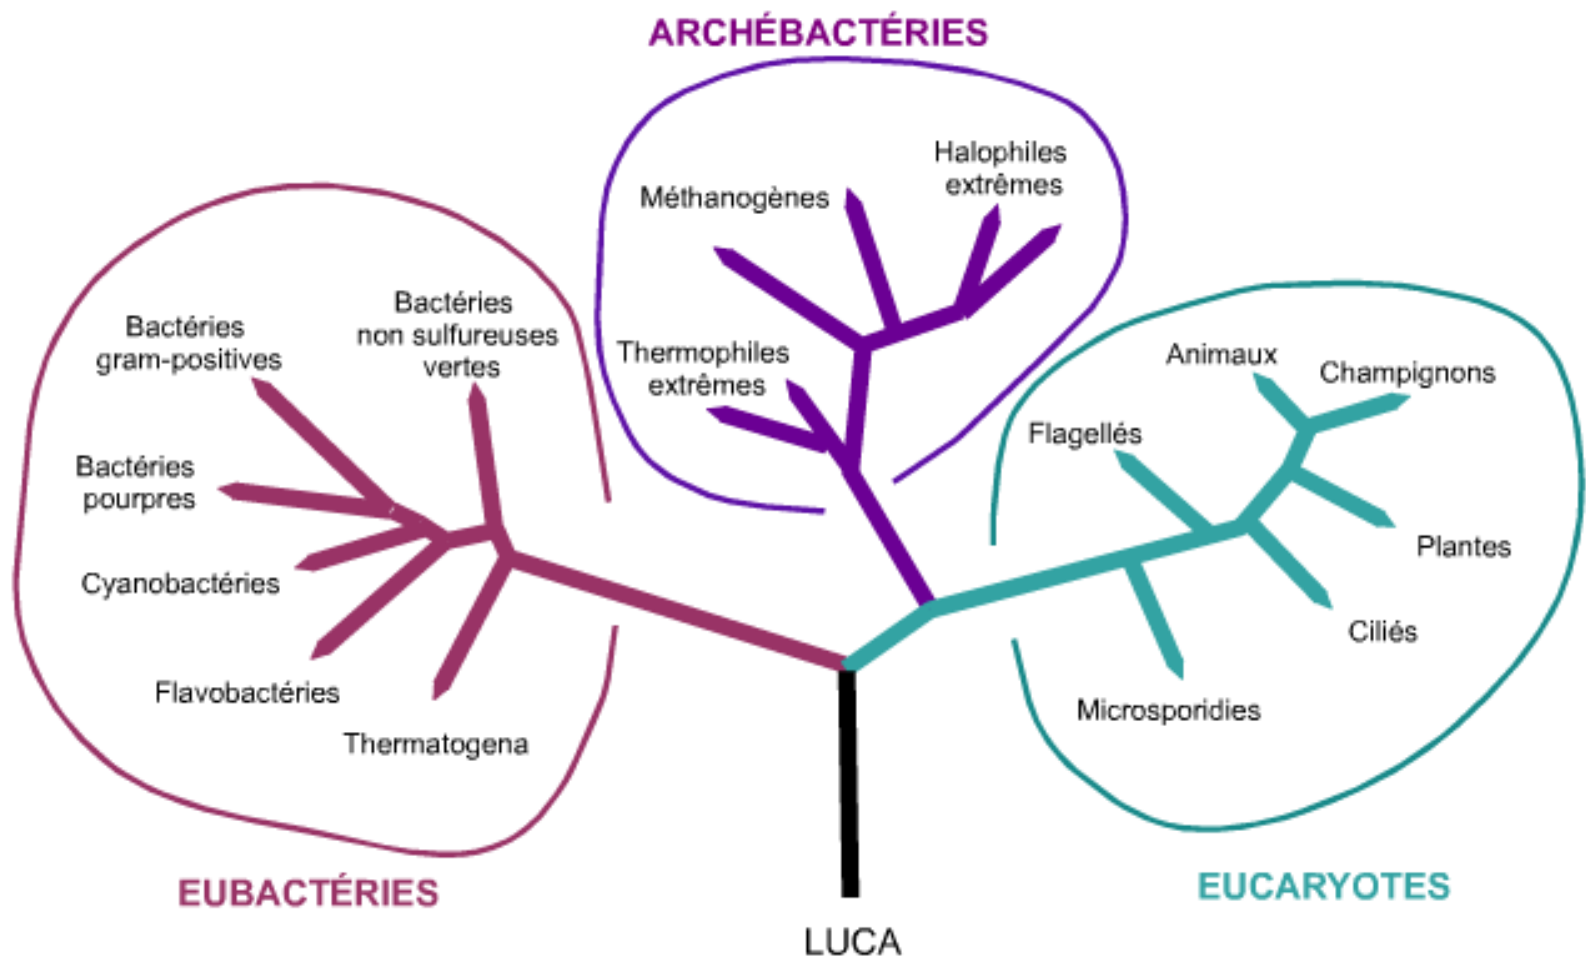 ARCHÉBACTÉRIES
Halophiles
extrêmes
Méthanogènes
Thermophiles
extrêmes
Bactéries
non sulfureuses
vertes
Bactéries
gram-positives
Bactéries
pourpres
Cyanobactéries
Flavobactéries
Thermatogena
EUBACTÉRIES
Animaux
Champignons
Flagellés
Plantes
Ciliés
Microsporidies
EUCARYOTES
LUCA